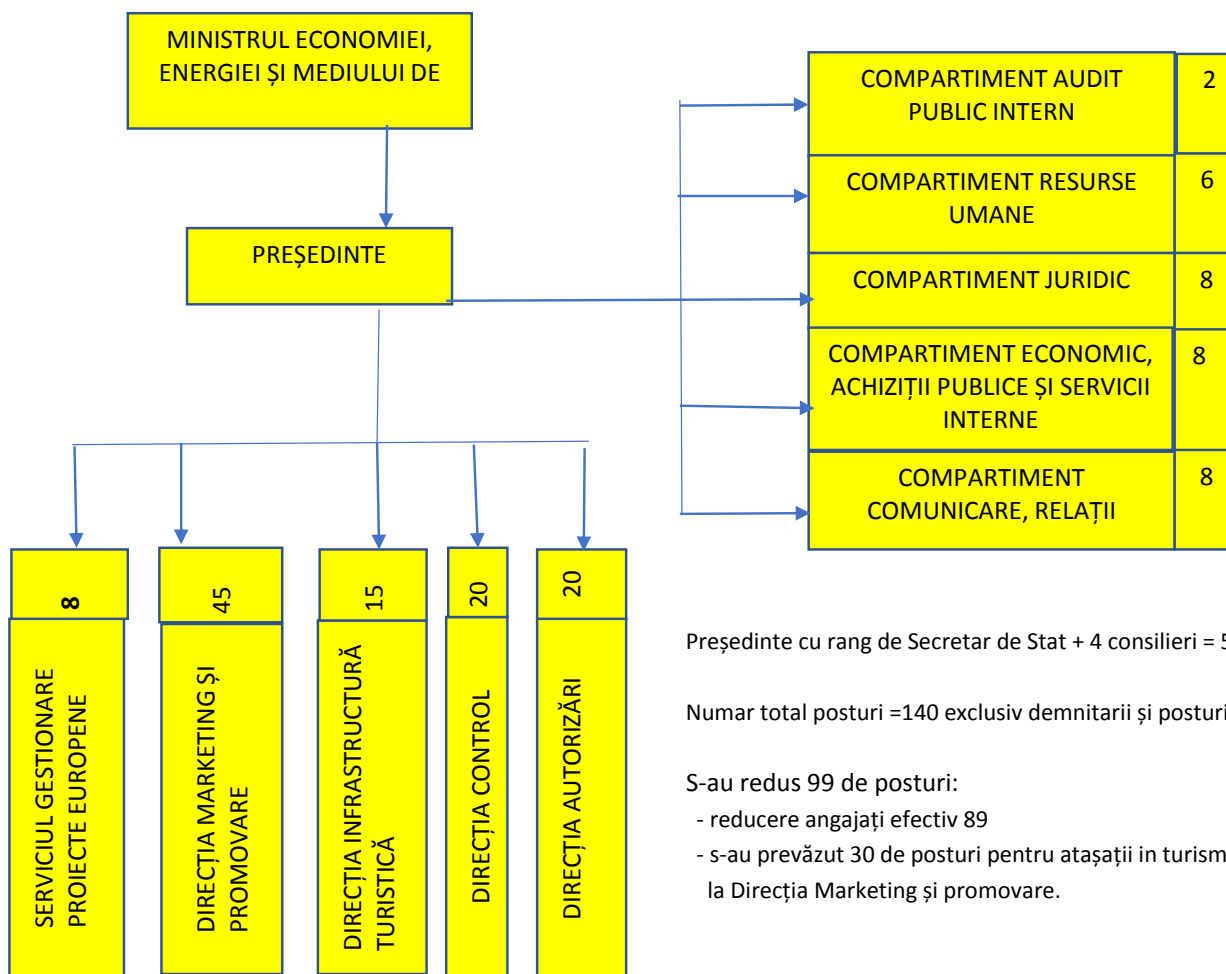 MINISTRUL ECONOMIEI,
ENERGIEI ȘI MEDIULUI DE
PREȘEDINTE
COMPARTIMENT AUDIT
PUBLIC INTERN
2
COMPARTIMENT RESURSE
UMANE
6
COMPARTIMENT JURIDIC
8
COMPARTIMENT ECONOMIC,
ACHIZIȚII PUBLICE ȘI SERVICII
INTERNE
8
COMPARTIMENT
COMUNICARE, RELAȚII
8
8
SERVICIUL GESTIONARE
PROIECTE EUROPENE
45
DIRECȚIA MARKETING ȘI
PROMOVARE
15
DIRECȚIA INFRASTRUCTURĂ
TURISTICĂ
20
DIRECȚIA CONTROL
20
DIRECȚIA AUTORIZĂRI
Președinte cu rang de Secretar de Stat + 4 consilieri = 5
Numar total posturi =140 exclusiv demnitarii și posturi
S-au redus 99 de posturi:
- reducere angajați efectiv 89
- s-au prevăzut 30 de posturi pentru atașații in turism
la Direcția Marketing și promovare.